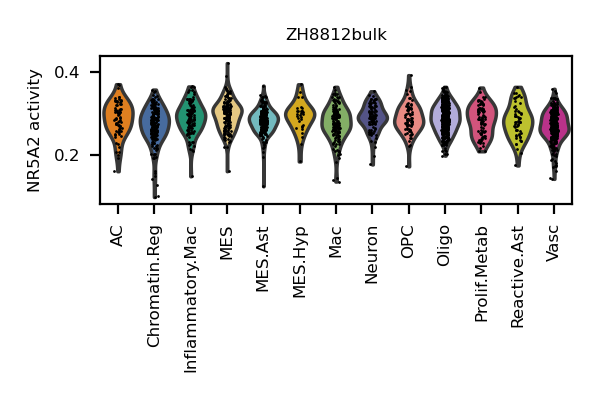 ZH8812bulk
NR5A2 activity
0.4
0.2
AC
Chromatin.Reg
Inflammatory.Mac
MES
MES.Ast
MES.Hyp
Mac
Neuron
OPC
Oligo
Prolif.Metab
Reactive.Ast
Vasc